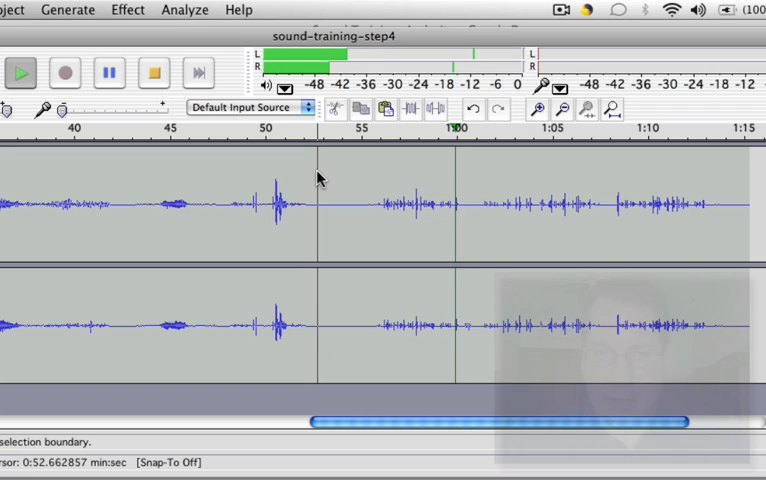 oject Generate Effect Analyze Help (100
sound-training-step4
L
R
-48 -42 -36 -30 -24 -18 -12 -6 0
L
R
-48 -42 -36 -30 -24 -18 -12
- +
Default Input Source
40 45 50 55 1:00 1:05 1:10 1:15
selection boundary.
rsor: 0:52.662857 min:sec [Snap-To Off]